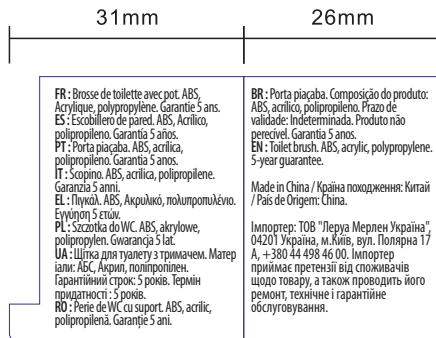 31mm
26mm
FR : Brosse de toilette avec pot. ABS,
Acrylique, polypropylène. Garantie 5 ans.
ES : Escobillero de pared. ABS, Acrílico,
polipropileno. Garantía 5 años.
PT : Porta piaçaba. ABS, acrílica,
polipropileno. Garantia 5 anos.
IT : Scopino. ABS, acrilica, polipropilene.
Garanzia 5 anni.
EL : Πιγκάλ. ABS, Ακρυλικό, πολυπροπυλένιο.
Εγγύηση 5 ετών.
PL : Szczotka do WC. ABS, akrylowe,
polipropylen. Gwarancja 5 lat.
UA : Щітка для туалету з тримачем. Матер
іали: АБС, Акрил, поліпропілен.
Гарантійний строк: 5 років. Термін
придатності : 5 років.
RO : Perie de WC cu suport. ABS, acrilic,
polipropilenă. Garanție 5 ani.
BR : Porta piaçaba. Composição do produto:
ABS, acrílico, polipropileno. Prazo de
validade: Indeterminada. Produto não
perecível. Garantia 5 anos.
EN : Toilet brush. ABS, acrylic, polypropylene.
5-year guarantee.
Made in China / Країна походження: Китай
/ País de Origem: China.
Імпортер: ТОВ "Леруа Мерлен Україна",
04201 Україна, м.Київ, вул. Полярна 17
А, +380 44 498 46 00. Імпортер
приймає претензії від споживачів
щодо товару, а також проводить його
ремонт, технічне і гарантійне
обслуговування.